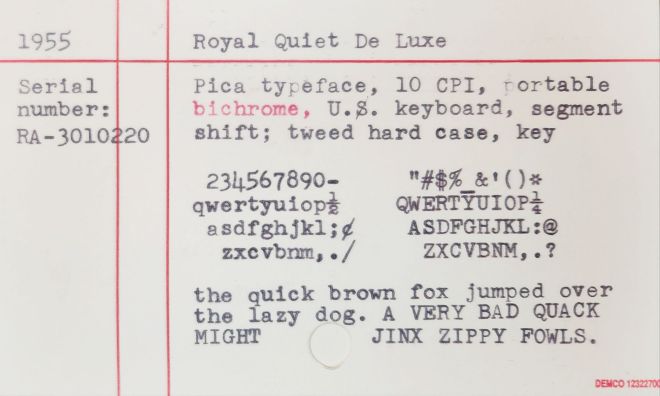 1955 Royal Quiet De Luxe
Serial number: RA-3010220
Pica typeface, 10 CPI, portable
bichrome, U.S. keyboard, segment
shift; tweed hard case, key
234567890- "#$%_&'()*
qwertyuiop½ QWERTYUIOP¼
asdfghjkl;¢ ASDFGHJKL:@
zxcvbnm,./ ZXCVBNM,.?
the quick brown fox jumped over
the lazy dog. A VERY BAD QUACK
MIGHT JINX ZIPPY FOWLS.
DEMCO 12322700